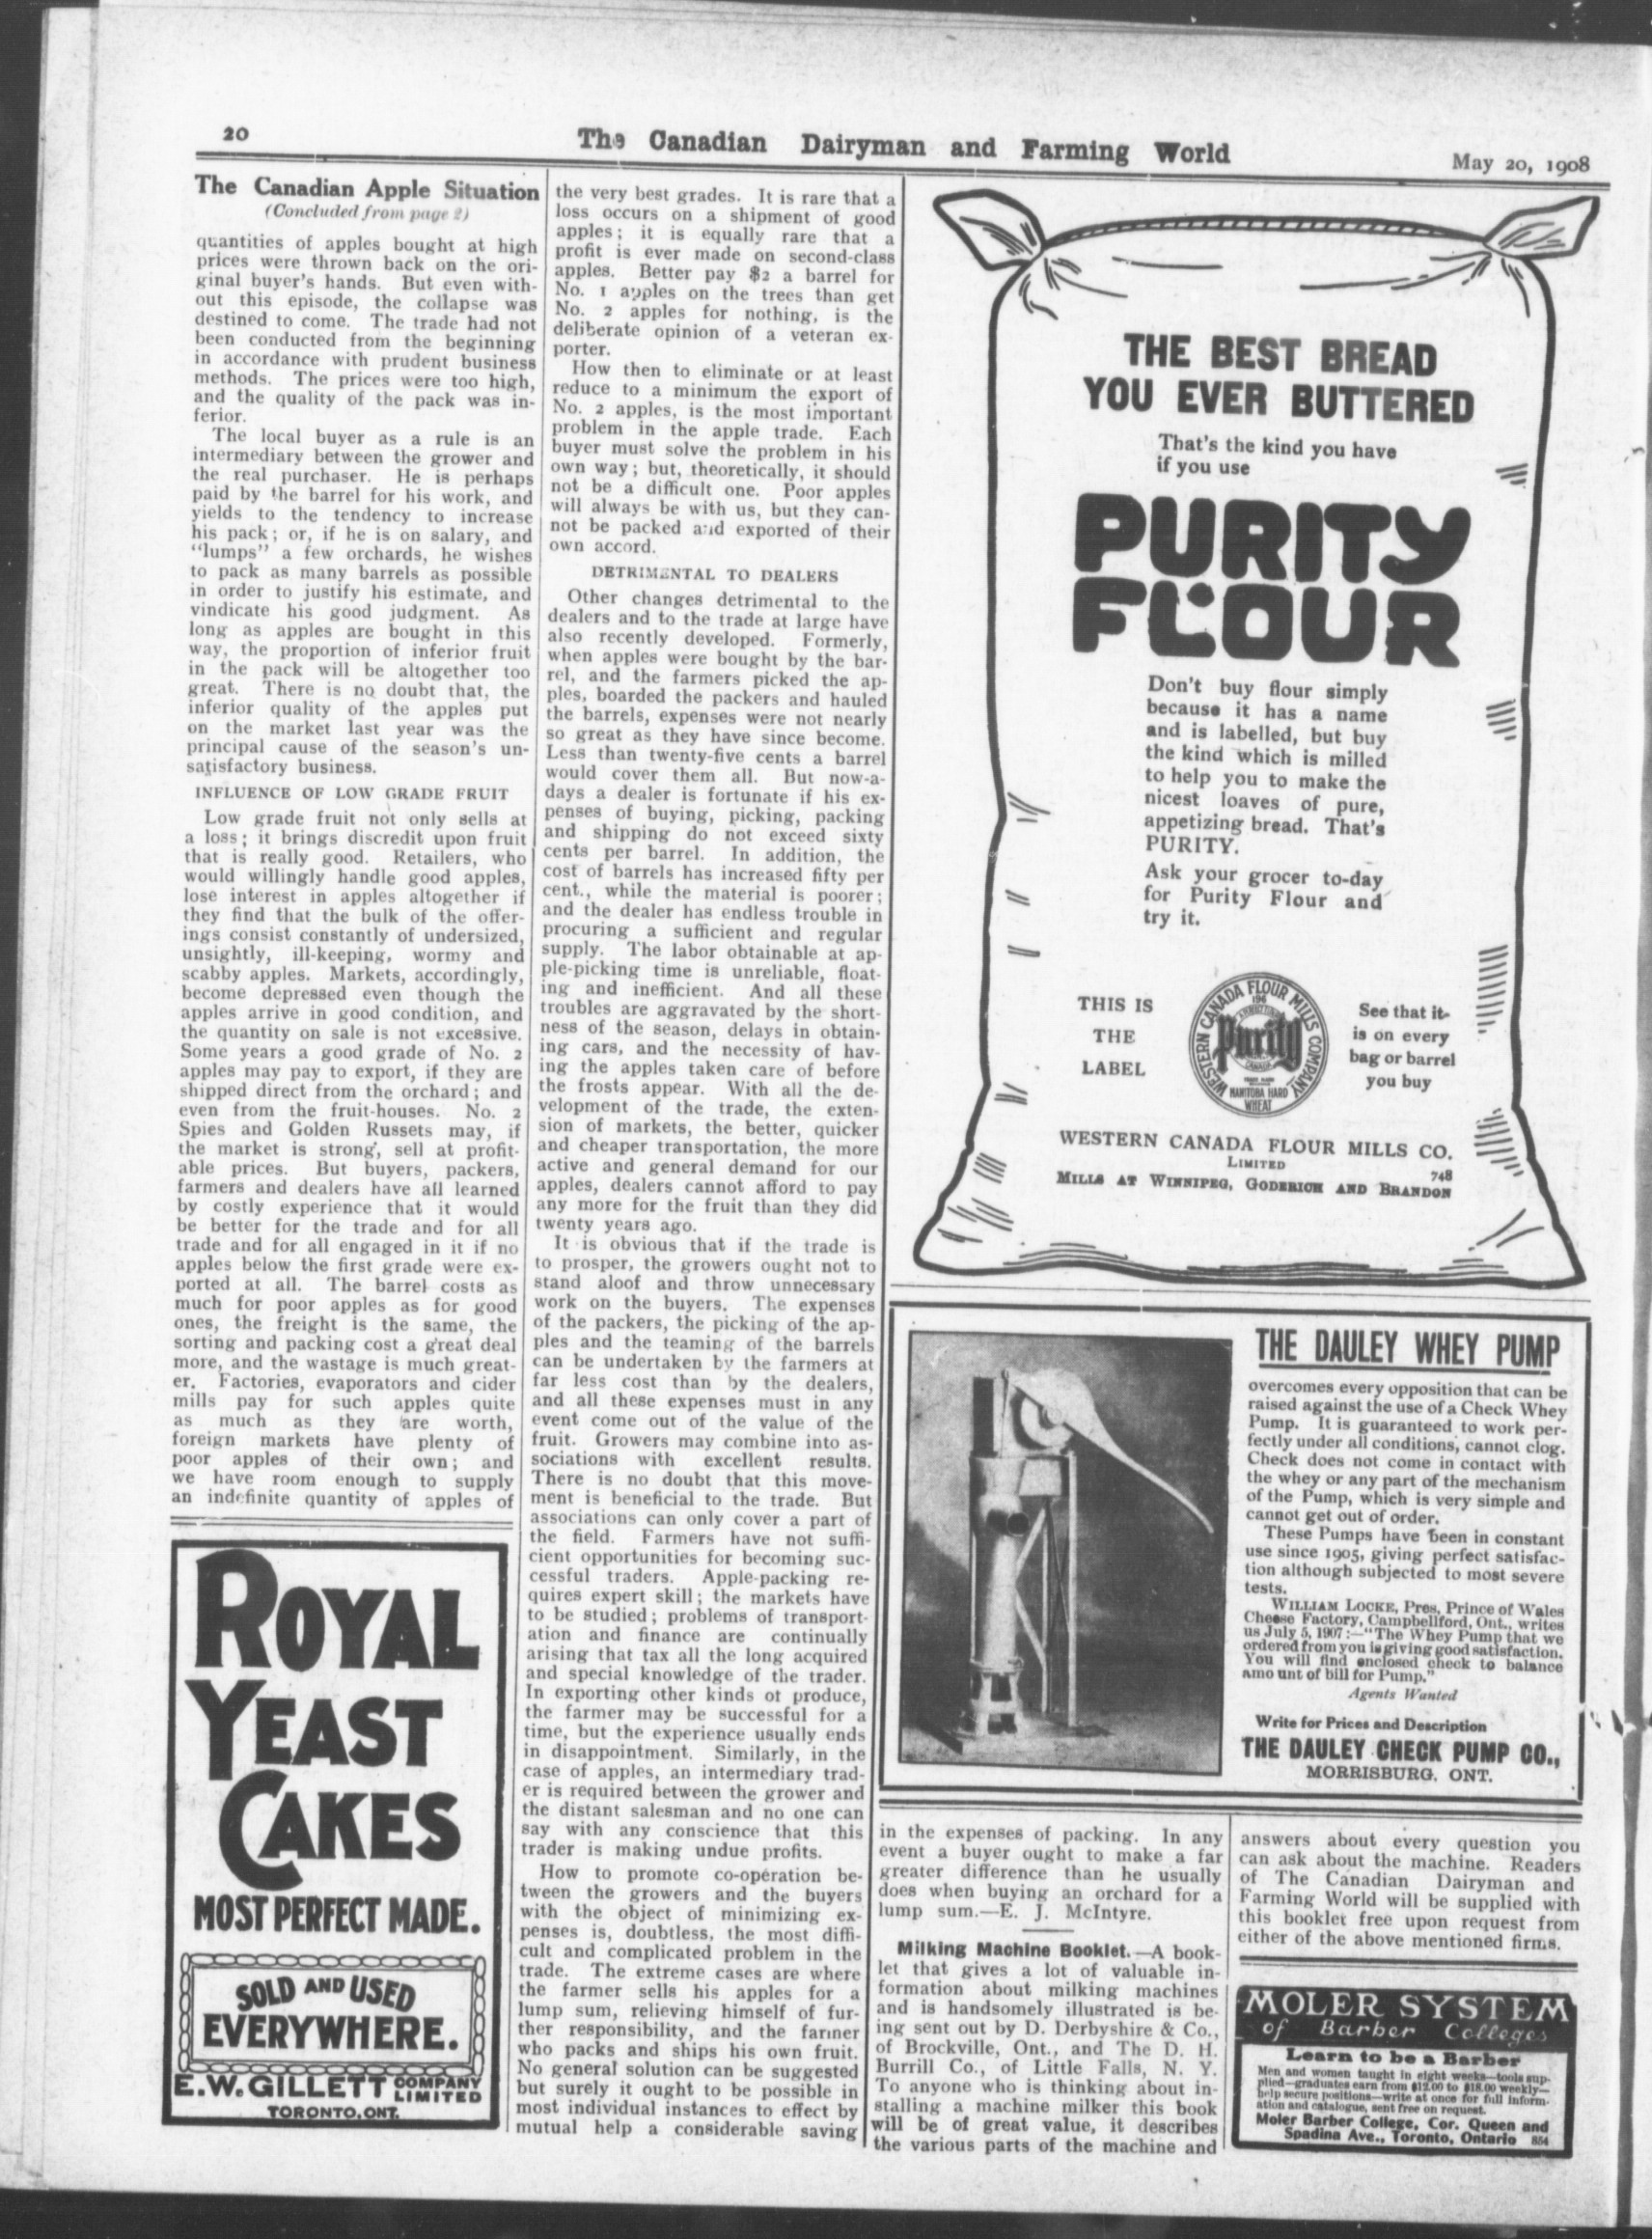 20
The Canadian Dairyman and Farming World
May 20, 1908
The Canadian Apple Situation
(Concluded from page 2)
quantities of apples bought at high
prices were thrown back on the ori-
ginal buyer's hands. But even with-
out this episode, the collapse was
destined to come. The trade had not
been conducted from the beginning
in accordance with prudent business
methods. The prices were too high,
and the quality of the pack was in-
ferior.
The local buyer as a rule is an
intermediary between the grower and
the real purchaser. He is perhaps
paid by the barrel for his work, and
yields to the tendency to increase
his pack; or, if he is on salary, and
"lumps" a few orchards, he wishes
to pack as many barrels as possible
in order to justify his estimate, and
vindicate his good judgment. As
long as apples are bought in this
way, the proportion of inferior fruit
in the pack will be altogether too
great. There is no doubt that, the
inferior quality of the apples put
on the market last year was the
principal cause of the season's un-
satisfactory business.
INFLUENCE OF LOW GRADE FRUIT
Low grade fruit not only sells at
a loss; it brings discredit upon fruit
that is really good. Retailers, who
would willingly handle good apples,
lose interest in apples altogether if
they find that the bulk of the offer-
ings consist constantly of undersized,
unsightly, ill-keeping, wormy and
scabby apples. Markets, accordingly,
become depressed even though the
apples arrive in good condition, and
the quantity on sale is not excessive.
Some years a good grade of No. 2
apples may pay to export, if they are
shipped direct from the orchard; and
even from the fruit-houses. No. 2
Spies and Golden Russets may, if
the market is strong, sell at profit-
able prices. But buyers, packers,
farmers and dealers have all learned
by costly experience that it would
be better for the trade and for all
trade and for all engaged in it if no
apples below the first grade were ex-
ported at all. The barrel costs as
much for poor apples as for good
ones, the freight is the same, the
sorting and packing cost a great deal
more, and the wastage is much great-
er. Factories, evaporators and cider
mills pay for such apples quite
as much as they are worth,
foreign markets have plenty of
poor apples of their own; and
we have room enough to supply
an indefinite quantity of apples of
ROYAL
YEAST
CAKES
MOST PERFECT MADE.
SOLD AND USED
EVERYWHERE.
E.W. GILLETT COMPANY LIMITED
TORONTO, ONT.
the very best grades. It is rare that a
loss occurs on a shipment of good
apples; it is equally rare that a
profit is ever made on second-class
apples. Better pay $2 a barrel for
No. 1 apples on the trees than get
No. 2 apples for nothing, is the
deliberate opinion of a veteran ex-
porter.
How then to eliminate or at least
reduce to a minimum the export of
No. 2 apples, is the most important
problem in the apple trade. Each
buyer must solve the problem in his
own way; but, theoretically, it should
not be a difficult one. Poor apples
will always be with us, but they can-
not be packed and exported of their
own accord.
DETRIMENTAL TO DEALERS
Other changes detrimental to the
dealers and to the trade at large have
also recently developed. Formerly,
when apples were bought by the bar-
rel, and the farmers picked the ap-
ples, boarded the packers and hauled
the barrels, expenses were not nearly
so great as they have since become.
Less than twenty-five cents a barrel
would cover them all. But now-a-
days a dealer is fortunate if his ex-
penses of buying, picking, packing
and shipping do not exceed sixty
cents per barrel. In addition, the
cost of barrels has increased fifty per
cent., while the material is poorer;
and the dealer has endless trouble in
procuring a sufficient and regular
supply. The labor obtainable at ap-
ple-picking time is unreliable, float-
ing and inefficient. And all these
troubles are aggravated by the short-
ness of the season, delays in obtain-
ing cars, and the necessity of hav-
ing the apples taken care of before
the frosts appear. With all the de-
velopment of the trade, the exten-
sion of markets, the better, quicker
and cheaper transportation, the more
active and general demand for our
apples, dealers cannot afford to pay
any more for the fruit than they did
twenty years ago.
It is obvious that if the trade is
to prosper, the growers ought not to
stand aloof and throw unnecessary
work on the buyers. The expenses
of the packers, the picking of the ap-
ples and the teaming of the barrels
can be undertaken by the farmers at
far less cost than by the dealers,
and all these expenses must in any
event come out of the value of the
fruit. Growers may combine into as-
sociations with excellent results.
There is no doubt that this move-
ment is beneficial to the trade. But
associations can only cover a part of
the field. Farmers have not suffi-
cient opportunities for becoming suc-
cessful traders. Apple-packing re-
quires expert skill; the markets have
to be studied; problems of transport-
ation and finance are continually
arising that tax all the long acquired
and special knowledge of the trader.
In exporting other kinds of produce,
the farmer may be successful for a
time, but the experience usually ends
in disappointment. Similarly, in the
case of apples, an intermediary trad-
er is required between the grower and
the distant salesman and no one can
say with any conscience that this
trader is making undue profits.
How to promote co-operation be-
tween the growers and the buyers
with the object of minimizing ex-
penses is, doubtless, the most diffi-
cult and complicated problem in the
trade. The extreme cases are where
the farmer sells his apples for a
lump sum, relieving himself of fur-
ther responsibility, and the farmer
who packs and ships his own fruit.
No general solution can be suggested
but surely it ought to be possible in
most individual instances to effect by
mutual help a considerable saving
THE BEST BREAD
YOU EVER BUTTERED
That's the kind you have
if you use
PURITY
FLOUR
Don't buy flour simply
because it has a name
and is labelled, but buy
the kind which is milled
to help you to make the
nicest loaves of pure,
appetizing bread. That's
PURITY.
Ask your grocer to-day
for Purity Flour and
try it.
THIS IS
THE
LABEL
WESTERN CANADA FLOUR MILLS COMPANY
196
Purity
CANADA
MANITOBA HARD
WHEAT
See that it
is on every
bag or barrel
you buy
WESTERN CANADA FLOUR MILLS CO.
LIMITED
748
MILLS AT WINNIPEG, GODERICH AND BRANDON
THE DAULEY WHEY PUMP
overcomes every opposition that can be
raised against the use of a Check Whey
Pump. It is guaranteed to work per-
fectly under all conditions, cannot clog.
Check does not come in contact with
the whey or any part of the mechanism
of the Pump, which is very simple and
cannot get out of order.
These Pumps have been in constant
use since 1905, giving perfect satisfac-
tion although subjected to most severe
tests.
WILLIAM LOCKE, Pres, Prince of Wales
Cheese Factory, Campbellford, Ont., writes
us July 5, 1907:—"The Whey Pump that we
ordered from you is giving good satisfaction.
You will find enclosed check to balance
amo unt of bill for Pump."
Agents Wanted
Write for Prices and Description
THE DAULEY CHECK PUMP CO.,
MORRISBURG, ONT.
in the expenses of packing. In any
event a buyer ought to make a far
greater difference than he usually
does when buying an orchard for a
lump sum.—E. J. McIntyre.
Milking Machine Booklet.—A book-
let that gives a lot of valuable in-
formation about milking machines
and is handsomely illustrated is be-
ing sent out by D. Derbyshire & Co.,
of Brockville, Ont., and The D. H.
Burrill Co., of Little Falls, N. Y.
To anyone who is thinking about in-
stalling a machine milker this book
will be of great value, it describes
the various parts of the machine and
answers about every question you
can ask about the machine. Readers
of The Canadian Dairyman and
Farming World will be supplied with
this booklet free upon request from
either of the above mentioned firms.
MOLER SYSTEM
of Barber Colleges
Learn to be a Barber
Men and women taught in eight weeks—tools sup-
plied—graduates earn from $12.00 to $18.00 weekly—
help secure positions—write at once for full inform-
ation and catalogue, sent free on request.
Moler Barber College, Cor. Queen and
Spadina Ave., Toronto, Ontario 854